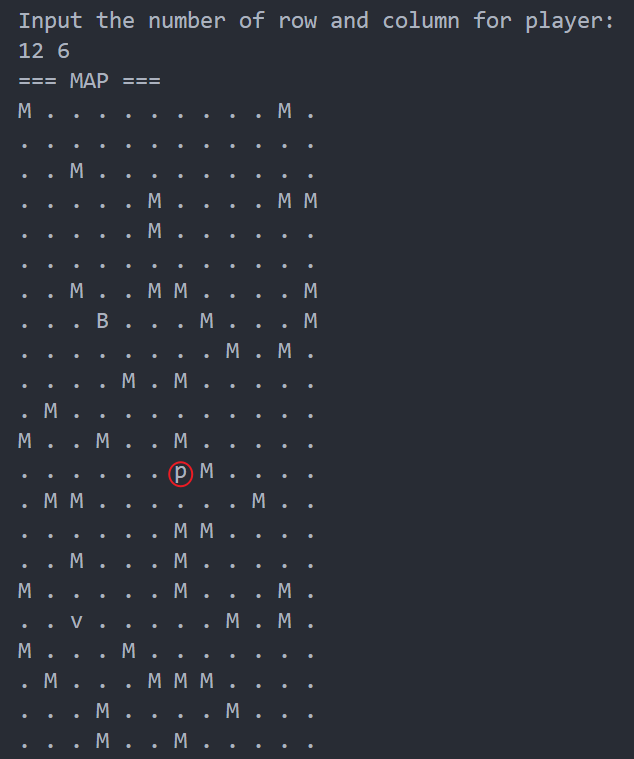 Input the number of row and column for player:
12 6
=== MAP ===
M . . . . . . . . . M .
. . . . . . . . . . . .
. . M . . . . . . . . .
. . . . . M . . . . M M
. . . . . M . . . . . .
. . . . . . . . . . . .
. . M . . M M . . . . M
. . . B . . . M . . . M
. . . . . . . . M . M .
. . . . M . M . . . . .
. M . . . . . . . . . .
M . . M . . M . . . . .
. . . . . . p M . . . .
. M M . . . . . . M . .
. . . . . . M M . . . .
. . M . . . M . . . . .
M . . . . . M . . . M .
. . v . . . . . M . M .
M . . . M . . . . . . .
. M . . . M M M . . . .
. . . M . . . . M . . .
. . . M . . M . . . . .